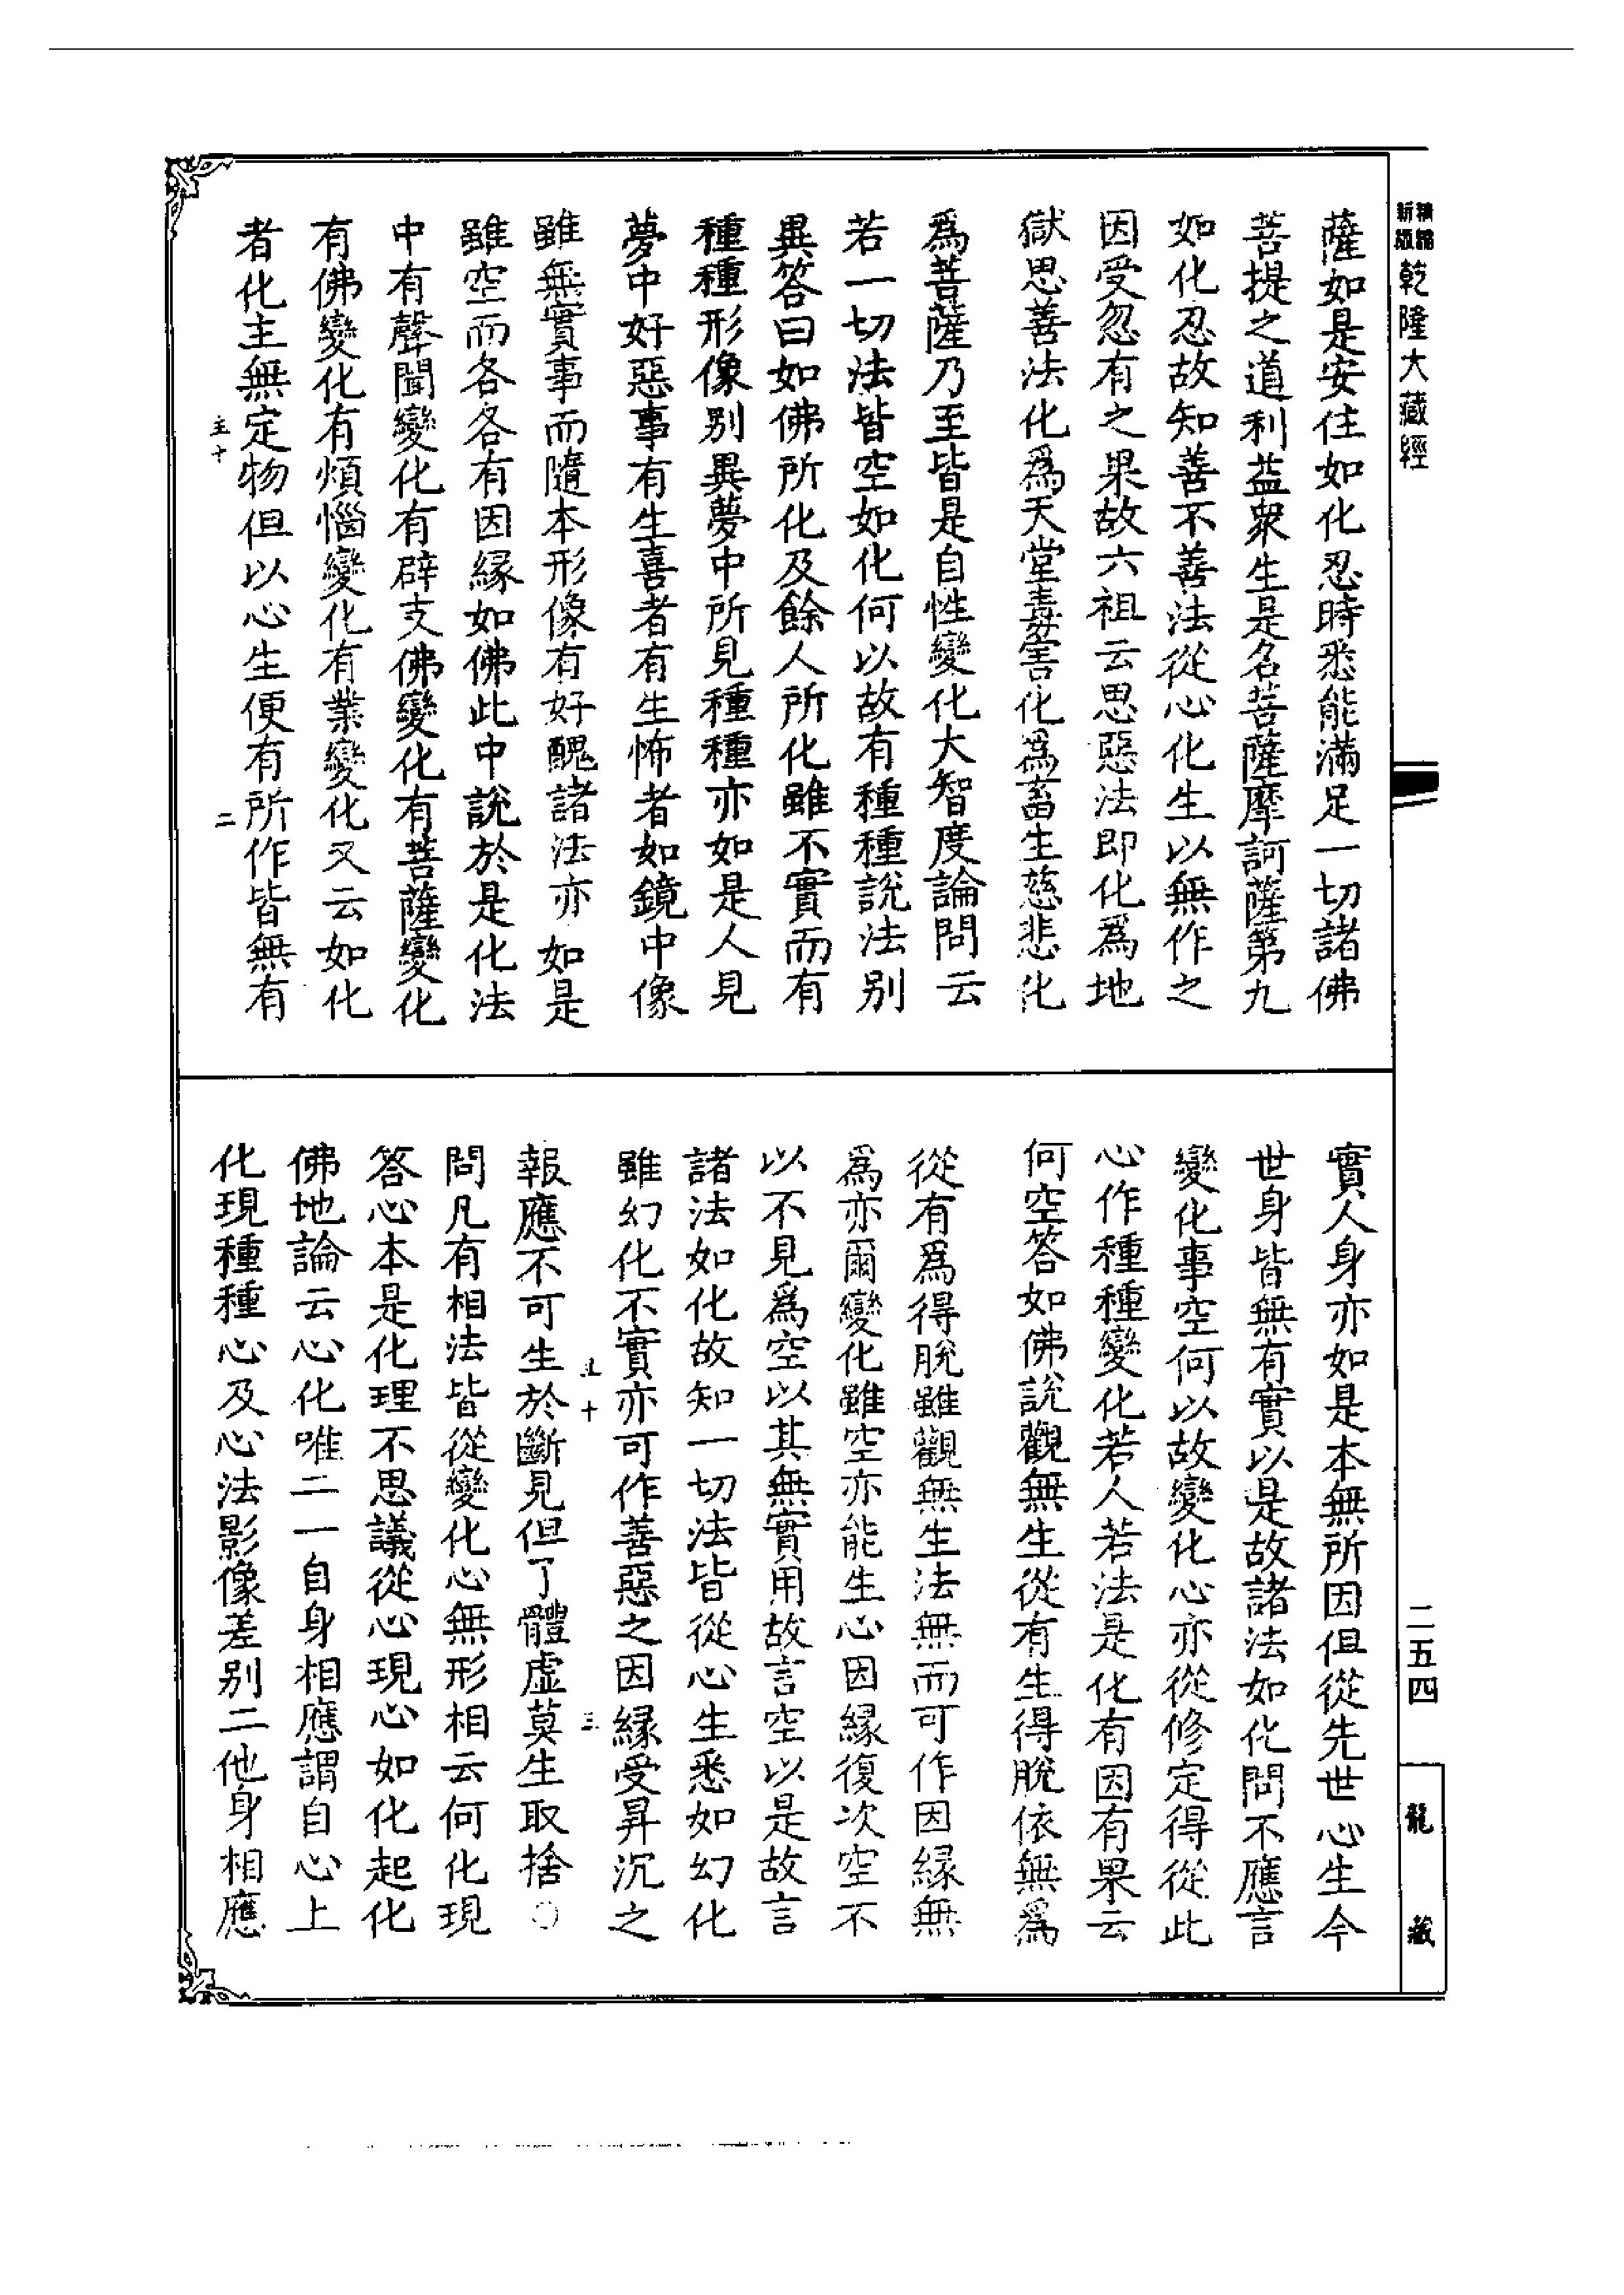 新編
縮版
乾隆大藏經
薩如是安住如化忍時悉能滿足一切諸佛
菩提之道利益衆生是名菩薩摩訶薩第九
如化忍故知善不善法從心化生以無作之
因受忽有之果故六祖云思惡法即化爲地
獄思善法化爲天堂毒害化爲畜生慈悲化
爲菩薩乃至皆是自性變化大智度論問云
若一切法皆空如化何以故有種種說法別
異答曰如佛所化及餘人所化雖不實而有
種種形像別異夢中所見種種亦如是人見
夢中好惡事有生喜者有生怖者如鏡中像
雖無實事而隨本形像有好醜諸法亦如是
雖空而各各有因緣如佛此中說於是化法
中有聲聞變化有辟支佛變化有菩薩變化
有佛變化有煩惱變化有業變化又云如化
者化主無定物但以心生便有所作皆無有
二
實人身亦如是本無所因但從先世心生今
世身皆無有實以是故諸法如化問不應言
變化事空何以故變化心亦從修定得從此
心作種種變化若人若法是化有因有果云
何空答如佛說觀無生從有生得脫依無爲
從有爲得脫雖觀無生法無而可作因緣無
爲亦爾變化雖空亦能生心因緣復次空不
以不見爲空以其無實用故言空以是故言
諸法如化故知一切法皆從心生悉如幻化
雖幻化不實亦可作善惡之因緣受昇沉之
三
報應不可生於斷見但了體虛莫生取捨○
問凡有相法皆從變化心無形相云何化現
答心本是化理不思議從心現心如化起化
佛地論云心化唯二一自身相應謂自心上
化現種種心及心法影像差別二他身相應
二五四
龍藏